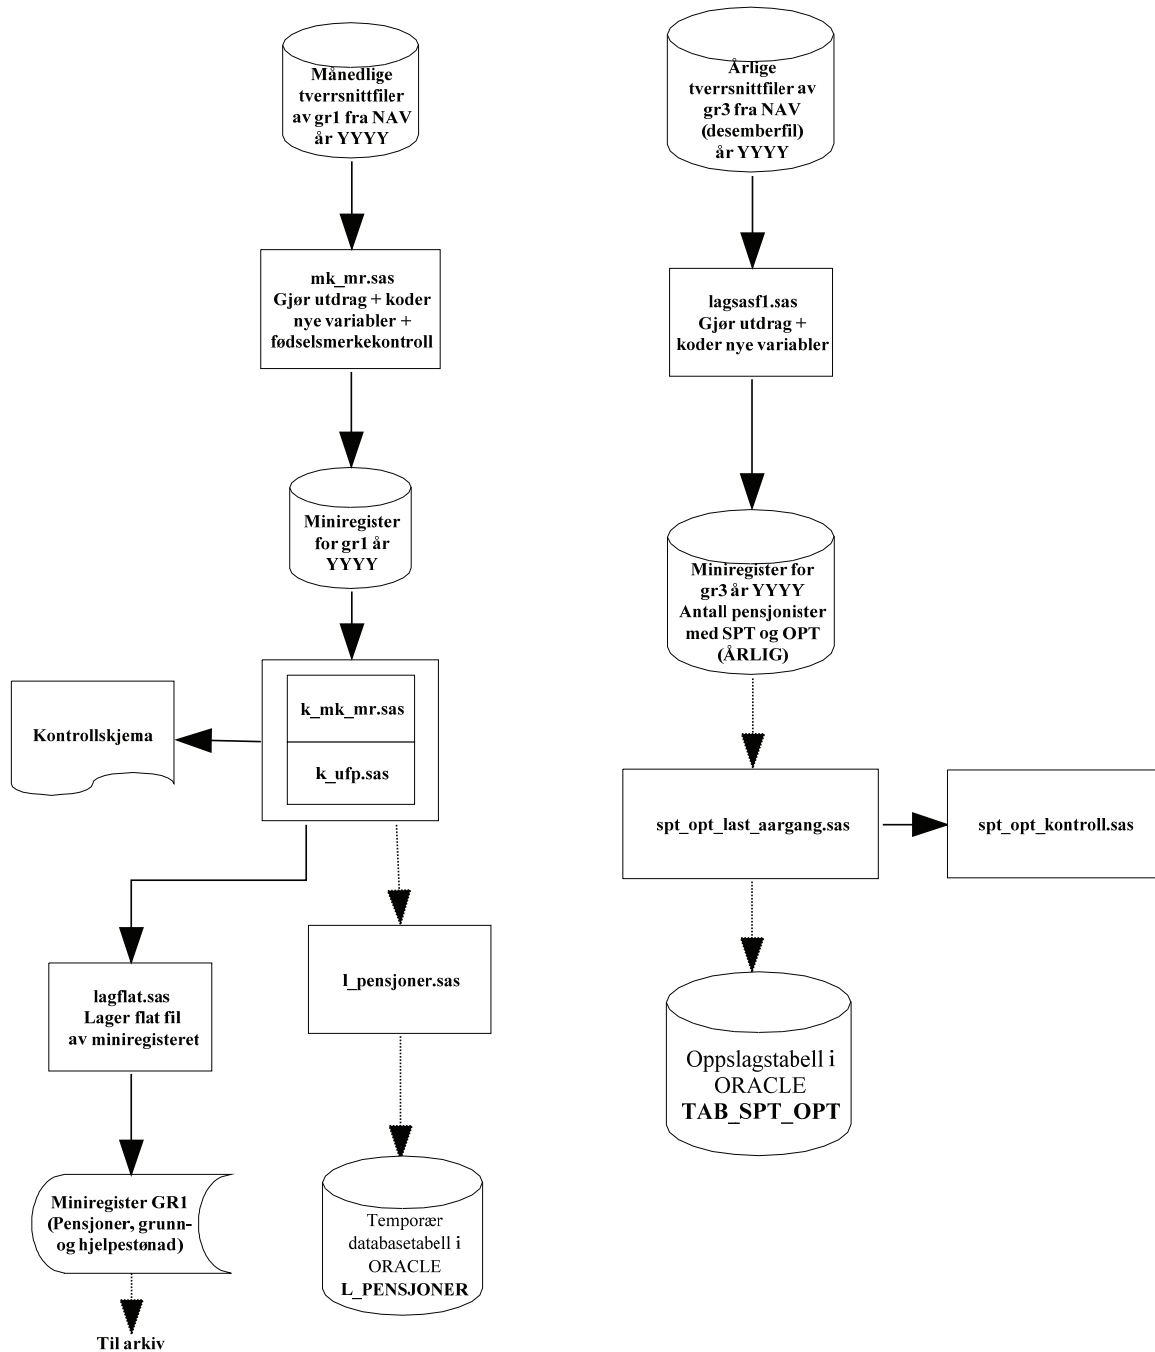 Månedlige
tverrsnittfiler
av gr1 fra NAV
år YYYY
mk_mr.sas
Gjør utdrag + koder
nye variabler +
fødselsmerkekontroll
Miniregister
for gr1 år
YYYY
k_mk_mr.sas
k_ufp.sas
Kontrollskjema
lagflat.sas
Lager flat fil
av miniregisteret
l_pensjoner.sas
Miniregister GR1
(Pensjoner, grunn-
og hjelpestønad)
Til arkiv
Temporær
databasetabell i
ORACLE
L_PENSJONER
Årlige
tverrsnittfiler av
gr3 fra NAV
(desemberfil)
år YYYY
lagsasf1.sas
Gjør utdrag +
koder nye variabler
Miniregister for
gr3 år YYYY
Antall pensjonister
med SPT og OPT
(ÅRLIG)
spt_opt_last_aargang.sas
spt_opt_kontroll.sas
Oppslagstabell i
ORACLE
TAB_SPT_OPT